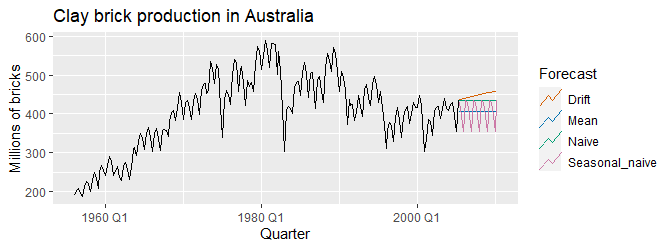 Clay brick production in Australia
Millions of bricks
600
500
400
300
200
1960 Q1
1980 Q1
2000 Q1
Quarter
Forecast
Drift
Mean
Naive
Seasonal_naive